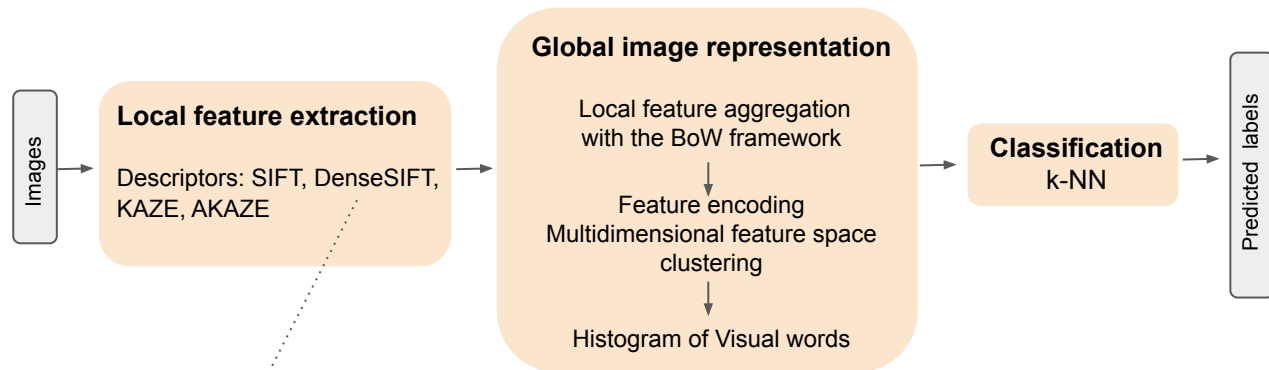 Images
Local feature extraction
Descriptors: SIFT, DenseSIFT,
KAZE, AKAZE
Global image representation
Local feature aggregation
with the BoW framework
Feature encoding
Multidimensional feature space
clustering
Histogram of Visual words
Classification
k-NN
Predicted labels